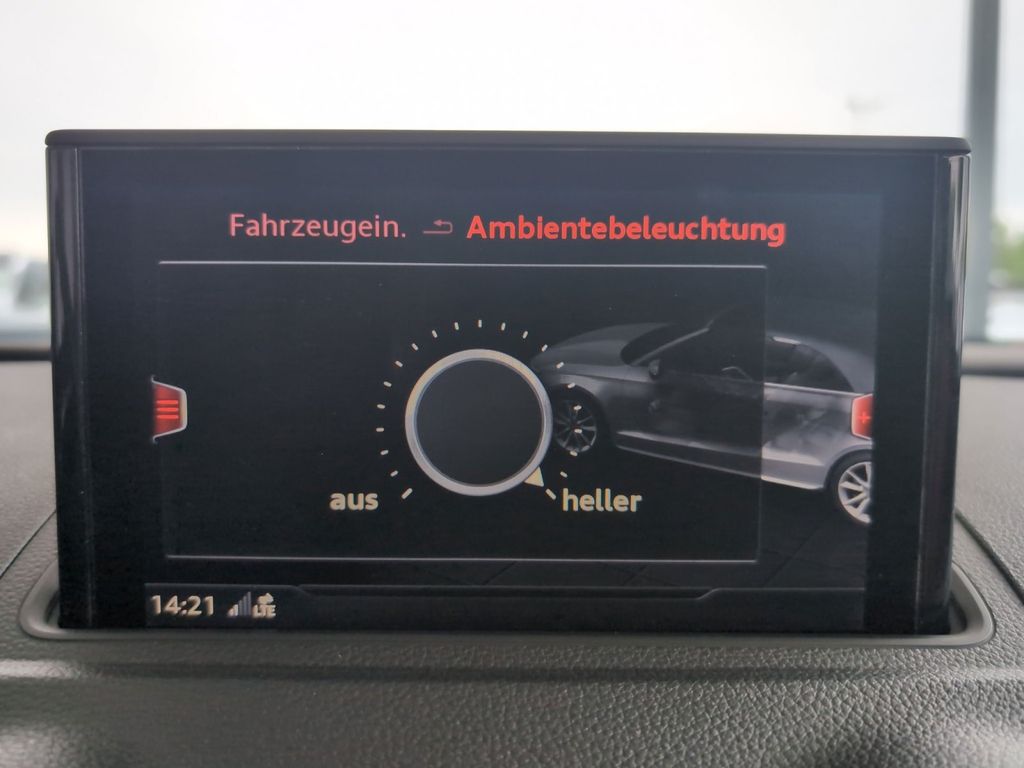 Fahrzeugein. Ambientebeleuchtung
aus heller
14:21 LTE